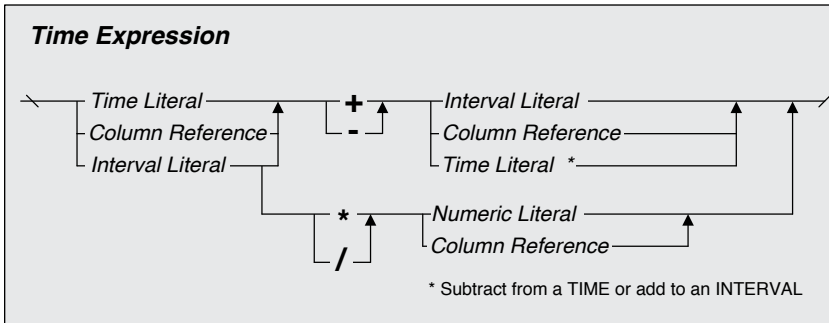 Time Expression
Time Literal + Interval Literal
Column Reference - Column Reference
Interval Literal Time Literal *
* Numeric Literal
/ Column Reference
* Subtract from a TIME or add to an INTERVAL